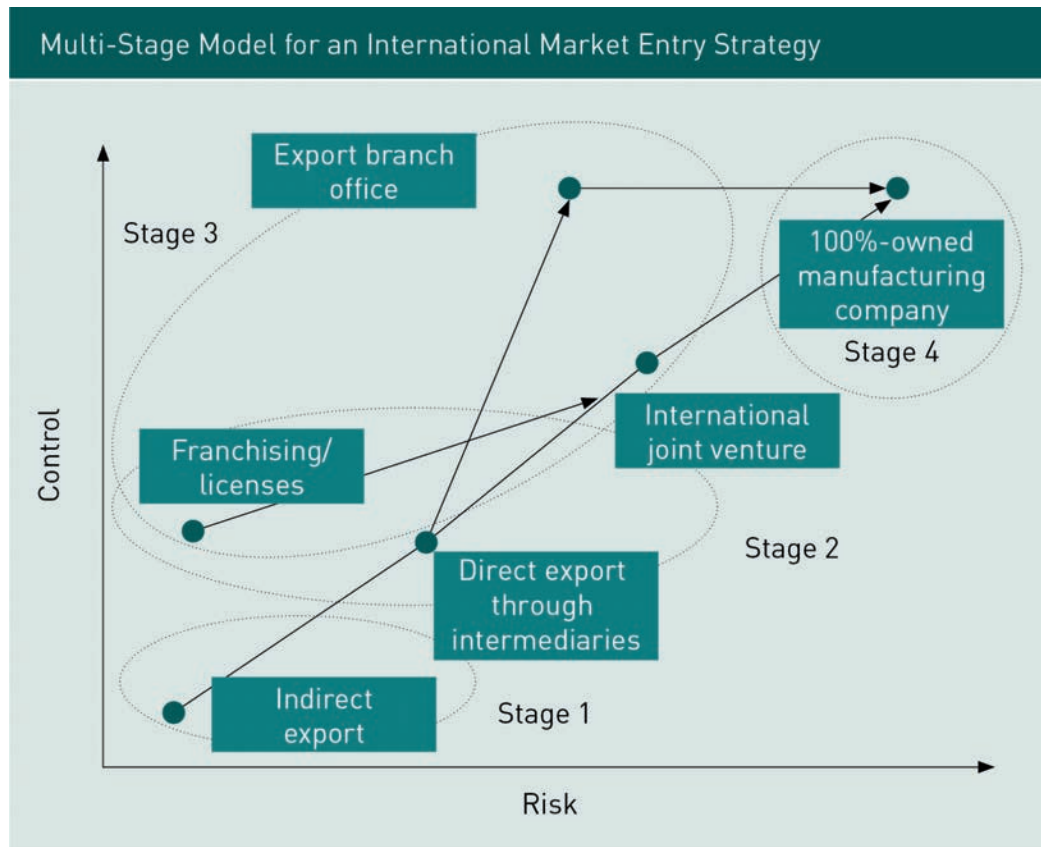 Multi-Stage Model for an International Market Entry Strategy
Export branch
office
Stage 3
100%-owned
manufacturing
company
Stage 4
Control
Franchising/
licenses
International
joint venture
Stage 2
Direct export
through
intermediaries
Indirect
export
Stage 1
Risk